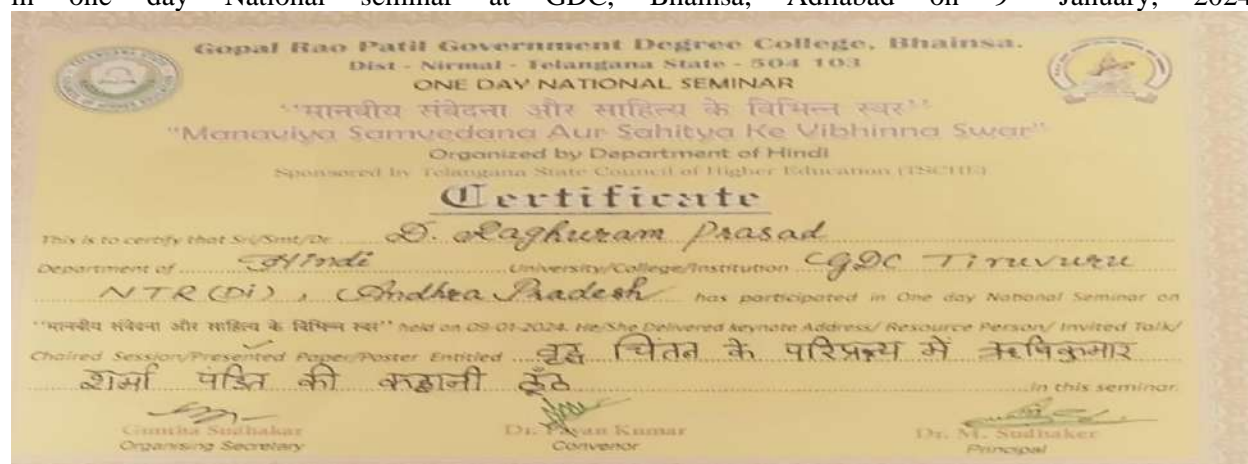 in one day National seminar at GDC, Bhainsa, Adilabad on 9 January, 2024
Gopal Rao Patil Government Degree College, Bhainsa.
Dist - Nirmal - Telangana State - 504 103
ONE DAY NATIONAL SEMINAR
"मानवीय संवेदना और साहित्य के विभिन्न स्वर"
"Manaviya Samvedana Aur Sahitya Ke Vibhinna Swar"
Organized by Department of Hindi
Sponsored by Telangana State Council of Higher Education (TSCHE)
Certificate
This is to certify that Sri/Smt/Dr. D. Raghuram Prasad
Department of Hindi University/College/Institution GDC Tiruvuru
NTR (Di), Andhra Pradesh has participated in One day National Seminar on
"मानवीय संवेदना और साहित्य के विभिन्न स्वर" held on 09-01-2024. He/She Delivered keynote Address/ Resource Person/ Invited Talk/
Chaired Session/Presented Paper/Poster Entitled वृद्ध चिंतन के परिप्रेक्ष्य में ऋषिकुमार
शर्मा पंडित की कहानी ठूँठ in this seminar.
Guntha Sudhakar Dr. Pavan Kumar Dr. M. Sudhaker
Organising Secretary Convenor Principal